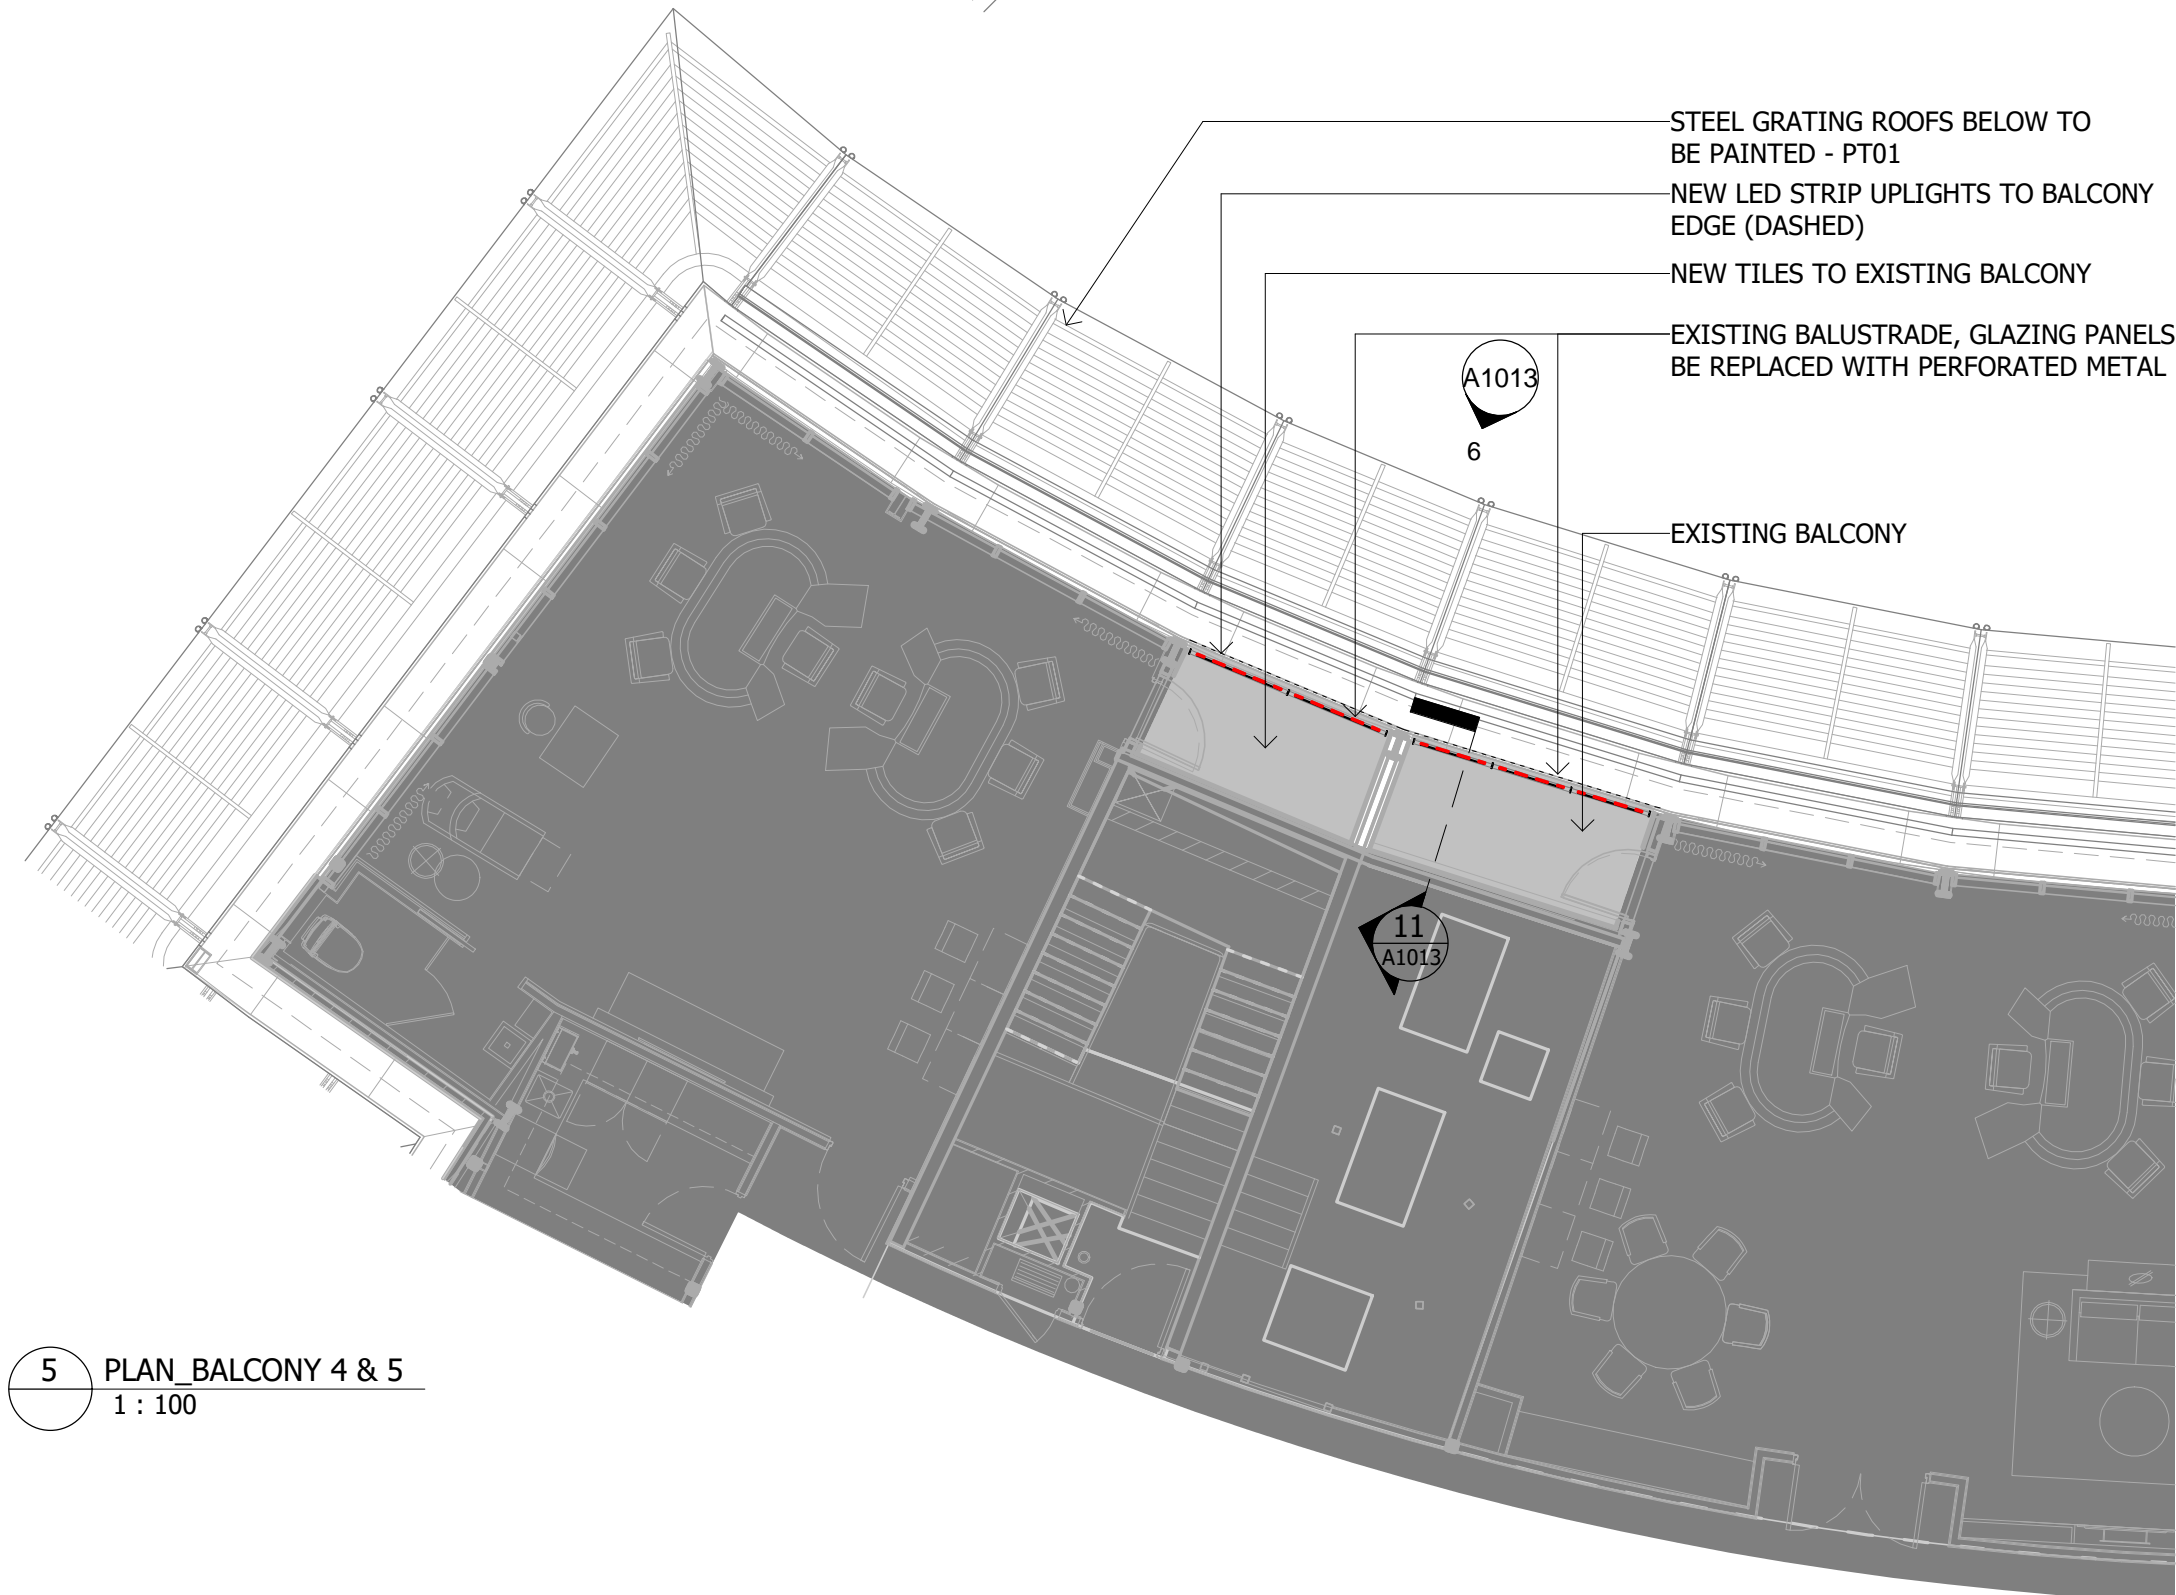 STEEL GRATING ROOFS BELOW TO
BE PAINTED - PT01
NEW LED STRIP UPLIGHTS TO BALCONY
EDGE (DASHED)
NEW TILES TO EXISTING BALCONY
EXISTING BALUSTRADE, GLAZING PANELS
BE REPLACED WITH PERFORATED METAL
A1013
6
EXISTING BALCONY
11
A1013
5
PLAN_BALCONY 4 & 5
1 : 100